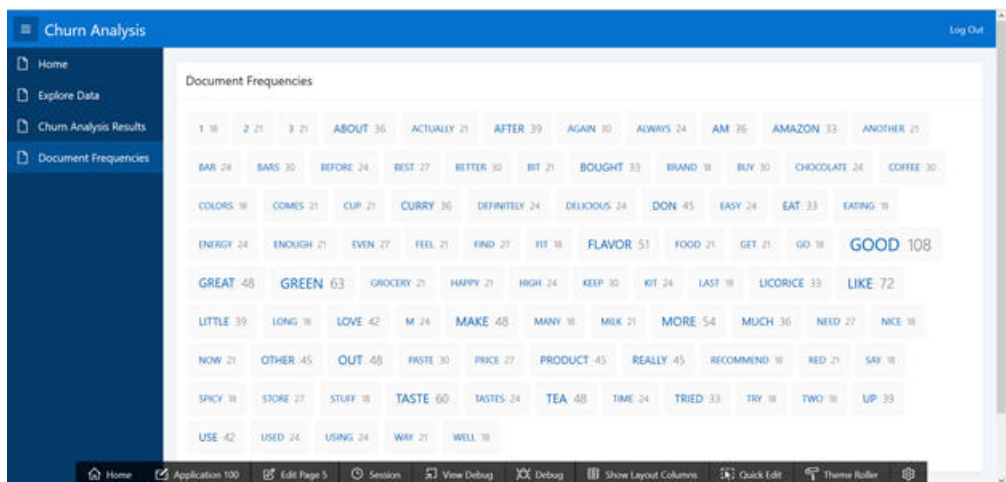 Churn Analysis Log Out
Home
Explore Data
Churn Analysis Results
Document Frequencies
Document Frequencies
1 18 2 21 3 21 ABOUT 36 ACTUALLY 21 AFTER 39 AGAIN 30 ALWAYS 24 AM 36 AMAZON 33 ANOTHER 21
BAR 24 BARS 30 BEFORE 24 BEST 27 BETTER 30 BIT 21 BOUGHT 33 BRAND 18 BUY 30 CHOCOLATE 24 COFFEE 30
COLORS 18 COMES 21 CUP 21 CURRY 36 DEFINITELY 24 DELICIOUS 24 DON 45 EASY 24 EAT 33 EATING 18
ENERGY 24 ENOUGH 21 EVEN 27 FEEL 21 FIND 27 FIT 18 FLAVOR 51 FOOD 21 GET 21 GO 18 GOOD 108
GREAT 48 GREEN 63 GROCERY 21 HAPPY 21 HIGH 24 KEEP 30 KIT 24 LAST 18 LICORICE 33 LIKE 72
LITTLE 39 LONG 18 LOVE 42 M 24 MAKE 48 MANY 18 MILK 21 MORE 54 MUCH 36 NEED 27 NICE 18
NOW 21 OTHER 45 OUT 48 PASTE 30 PRICE 27 PRODUCT 45 REALLY 45 RECOMMEND 18 RED 21 SAY 18
SPICY 18 STORE 27 STUFF 18 TASTE 60 TASTES 24 TEA 48 TIME 24 TRIED 33 TRY 18 TWO 18 UP 39
USE 42 USED 24 USING 24 WAY 21 WELL 18
Home Application 100 Edit Page 5 Session View Debug Debug Show Layout Columns Quick Edit Theme Roller